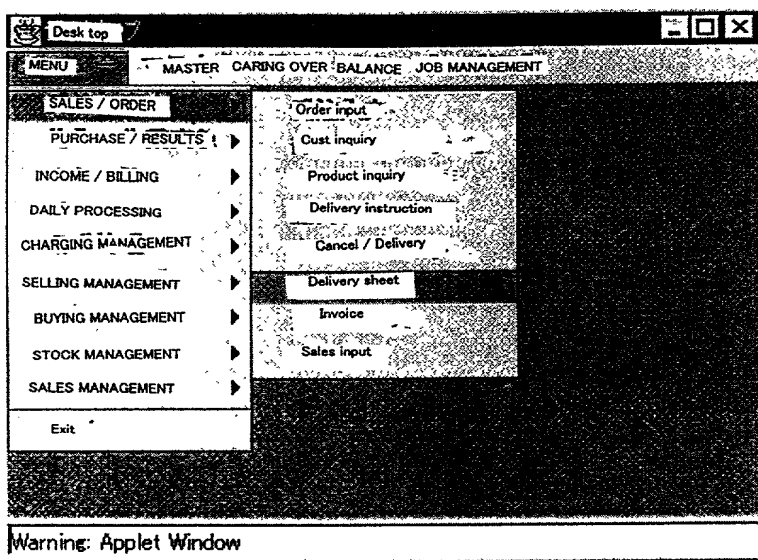 Desk top
MENU MASTER CARING OVER BALANCE JOB MANAGEMENT
SALES / ORDER
PURCHASE / RESULTS
INCOME / BILLING
DAILY PROCESSING
CHARGING MANAGEMENT
SELLING MANAGEMENT
BUYING MANAGEMENT
STOCK MANAGEMENT
SALES MANAGEMENT
Exit
Order input
Cust inquiry
Product inquiry
Delivery instruction
Cancel / Delivery
Delivery sheet
Invoice
Sales input
Warning: Applet Window